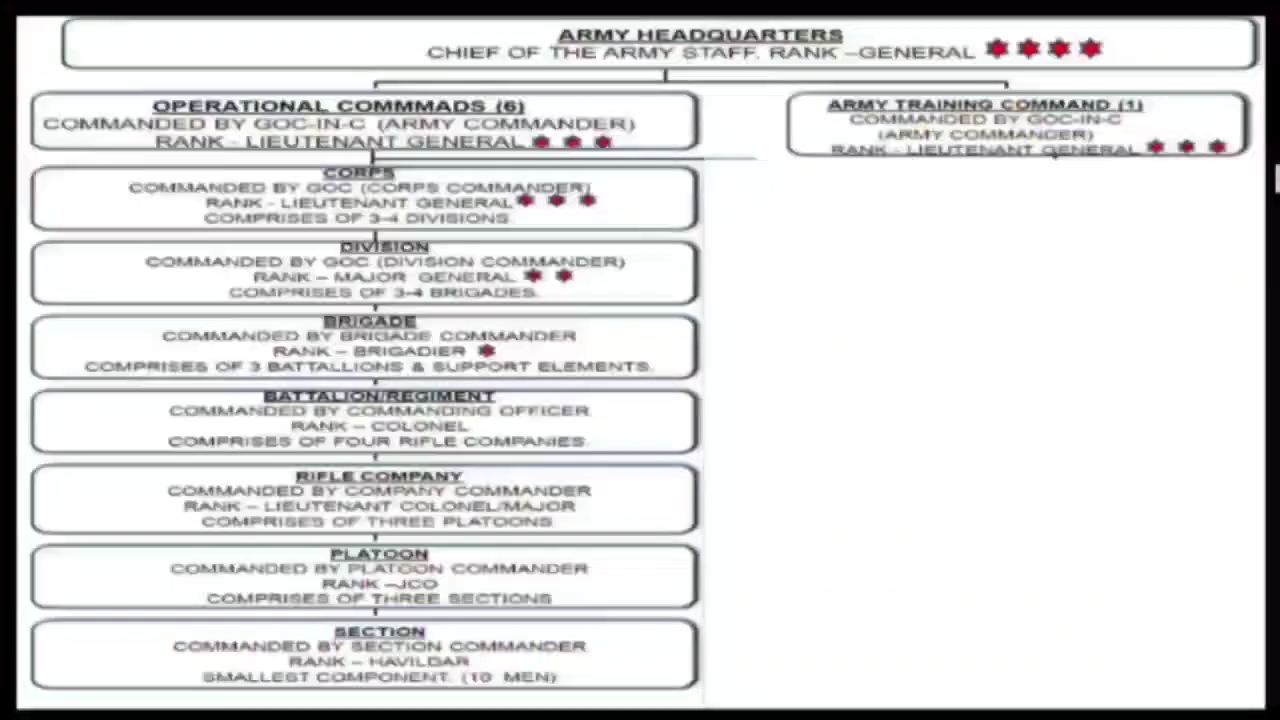 ARMY HEADQUARTERS
CHIEF OF THE ARMY STAFF. RANK –GENERAL
OPERATIONAL COMMMADS (6)
COMMANDED BY GOC-IN-C (ARMY COMMANDER)
RANK - LIEUTENANT GENERAL
ARMY TRAINING COMMAND (1)
COMMANDED BY GOC-IN-C
(ARMY COMMANDER)
RANK - LIEUTENANT GENERAL
CORPS
COMMANDED BY GOC (CORPS COMMANDER)
RANK - LIEUTENANT GENERAL
COMPRISES OF 3-4 DIVISIONS
DIVISION
COMMANDED BY GOC (DIVISION COMMANDER)
RANK – MAJOR GENERAL
COMPRISES OF 3-4 BRIGADES.
BRIGADE
COMMANDED BY BRIGADE COMMANDER
RANK – BRIGADIER
COMPRISES OF 3 BATTALLIONS & SUPPORT ELEMENTS.
BATTALION/REGIMENT
COMMANDED BY COMMANDING OFFICER
RANK – COLONEL
COMPRISES OF FOUR RIFLE COMPANIES
RIFLE COMPANY
COMMANDED BY COMPANY COMMANDER
RANK – LIEUTENANT COLONEL/MAJOR
COMPRISES OF THREE PLATOONS
PLATOON
COMMANDED BY PLATOON COMMANDER
RANK –JCO
COMPRISES OF THREE SECTIONS
SECTION
COMMANDED BY SECTION COMMANDER
RANK – HAVILDAR
SMALLEST COMPONENT. (10 MEN)